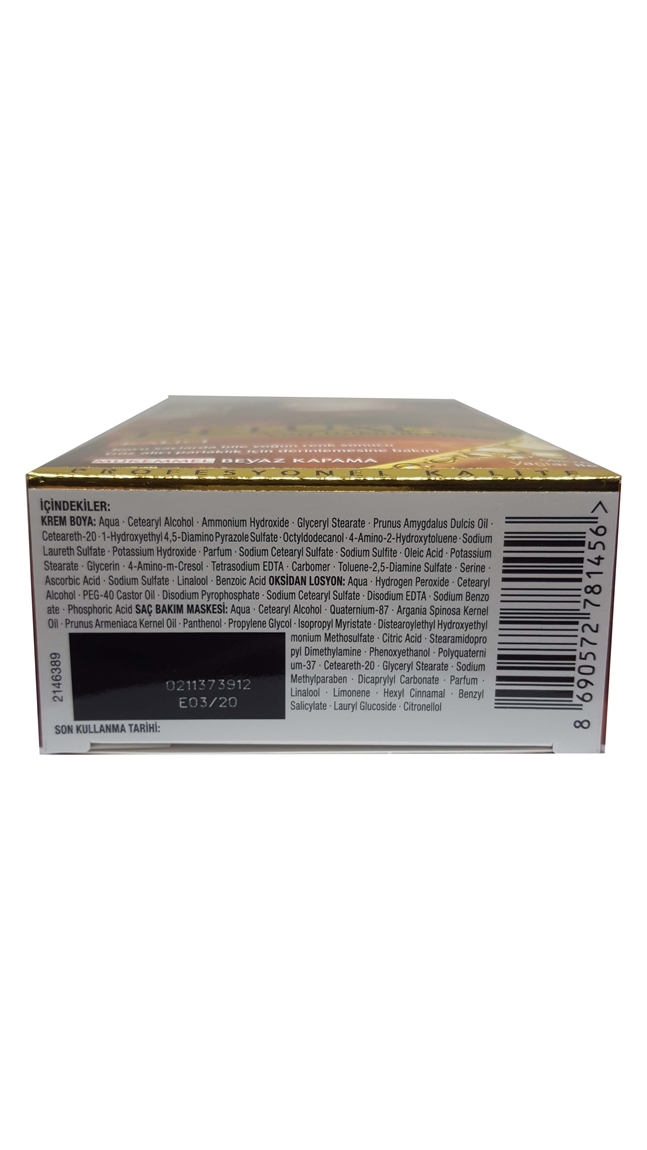 MÜKEMMEL BEYAZ KAPAMA
PROFESYONEL KALİTE
İÇİNDEKİLER:
KREM BOYA: Aqua · Cetearyl Alcohol · Ammonium Hydroxide · Glyceryl Stearate · Prunus Amygdalus Dulcis Oil ·
Ceteareth-20 · 1-Hydroxyethyl 4,5-Diamino Pyrazole Sulfate · Octyldodecanol · 4-Amino-2-Hydroxytoluene · Sodium
Laureth Sulfate · Potassium Hydroxide · Parfum · Sodium Cetearyl Sulfate · Sodium Sulfite · Oleic Acid · Potassium
Stearate · Glycerin · 4-Amino-m-Cresol · Tetrasodium EDTA · Carbomer · Toluene-2,5-Diamine Sulfate · Serine ·
Ascorbic Acid · Sodium Sulfate · Linalool · Benzoic Acid OKSİDAN LOSYON: Aqua · Hydrogen Peroxide · Cetearyl
Alcohol · PEG-40 Castor Oil · Disodium Pyrophosphate · Sodium Cetearyl Sulfate · Disodium EDTA · Sodium Benzo
ate · Phosphoric Acid SAÇ BAKIM MASKESİ: Aqua · Cetearyl Alcohol · Quaternium-87 · Argania Spinosa Kernel
Oil · Prunus Armeniaca Kernel Oil · Panthenol · Propylene Glycol · Isopropyl Myristate · Distearoylethyl Hydroxyethyl
monium Methosulfate · Citric Acid · Stearamidopro
pyl Dimethylamine · Phenoxyethanol · Polyquaterni
um-37 · Ceteareth-20 · Glyceryl Stearate · Sodium
Methylparaben · Dicaprylyl Carbonate · Parfum ·
Linalool · Limonene · Hexyl Cinnamal · Benzyl
Salicylate · Lauryl Glucoside · Citronellol
0211373912
E03/20
2146389
SON KULLANMA TARİHİ:
8 690572 781456 >